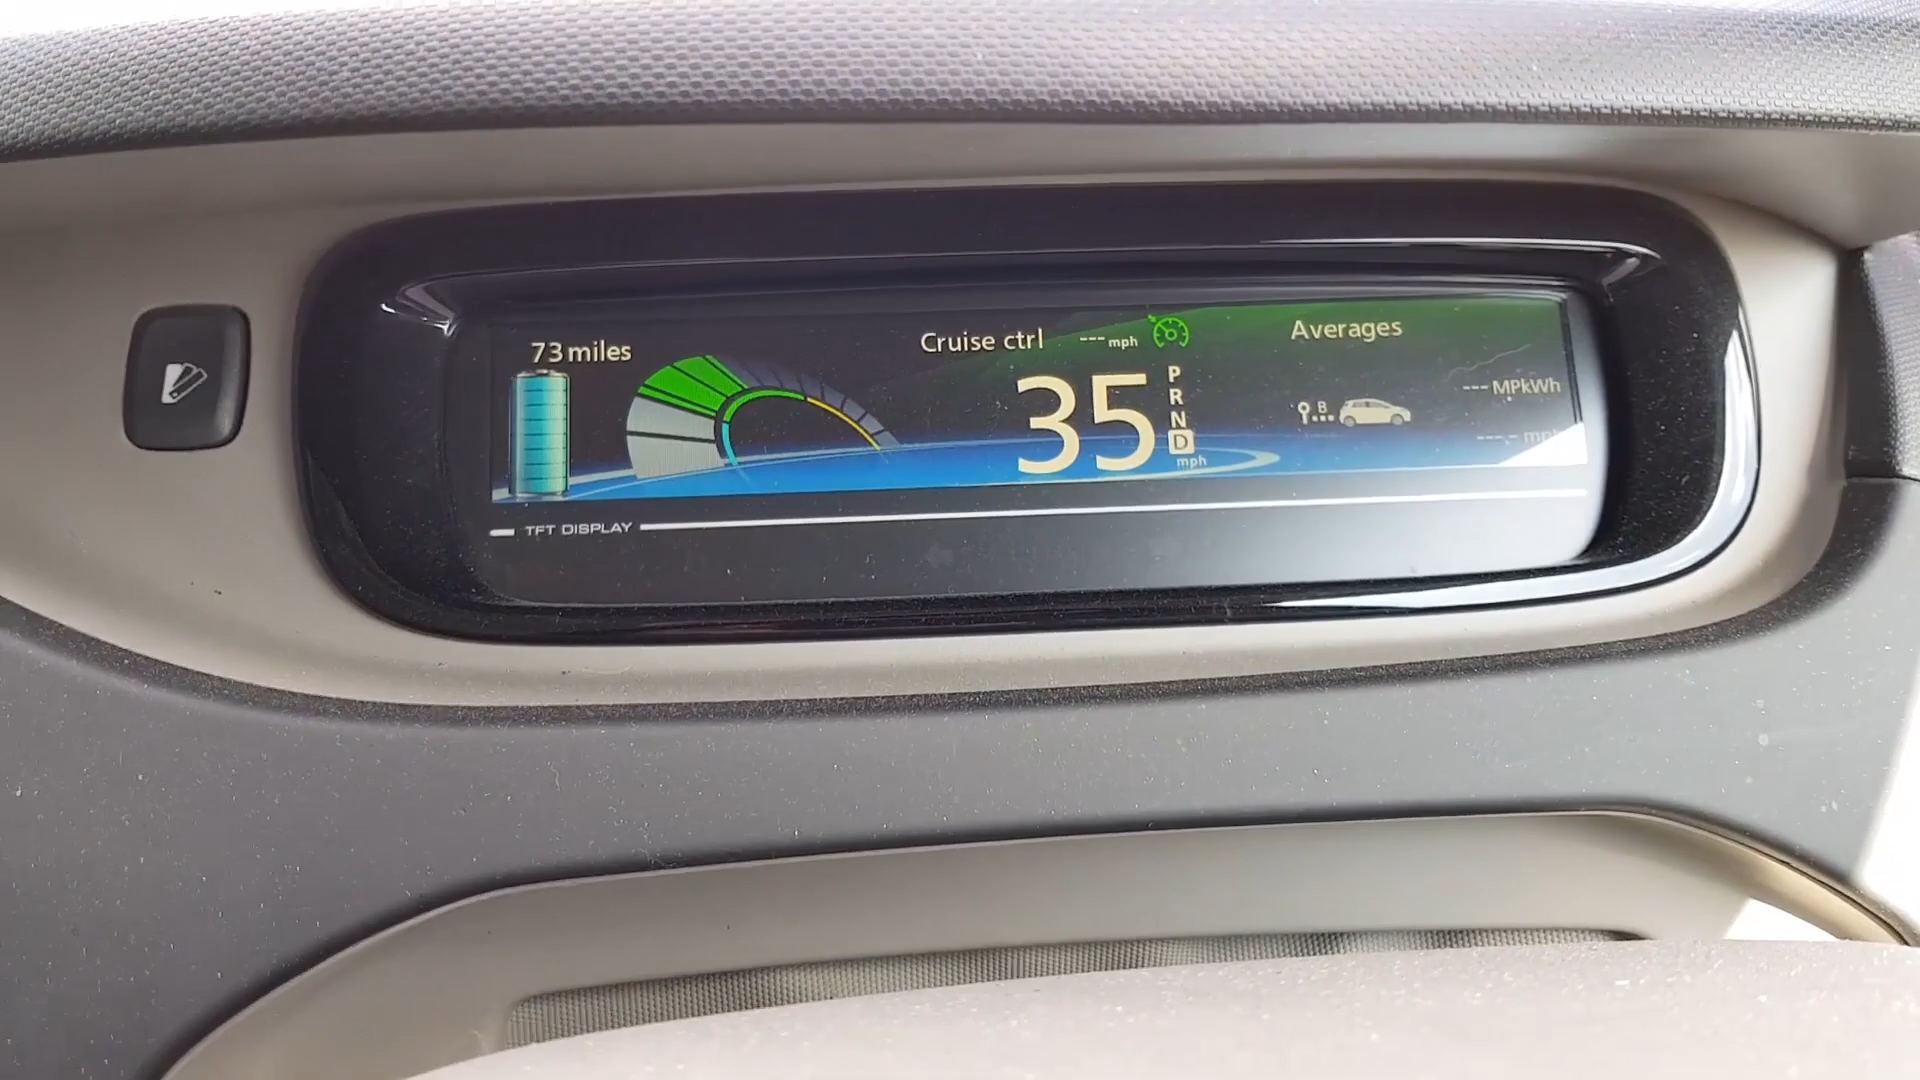 73 miles
Cruise ctrl --- mph
Averages
35
P
R
N
D
mph
B
--- MPkWh
---.- mph
TFT DISPLAY